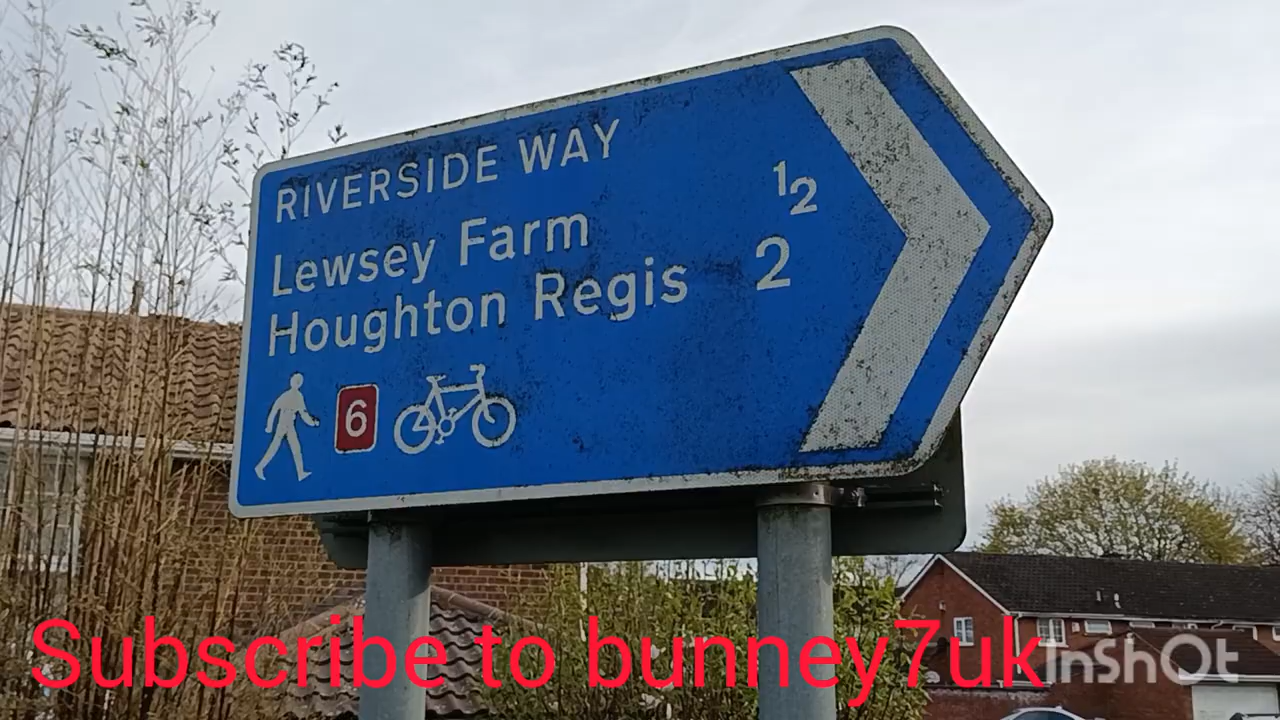 RIVERSIDE WAY
Lewsey Farm ½
Houghton Regis 2
6
Subscribe to bunney7uk
InShOt